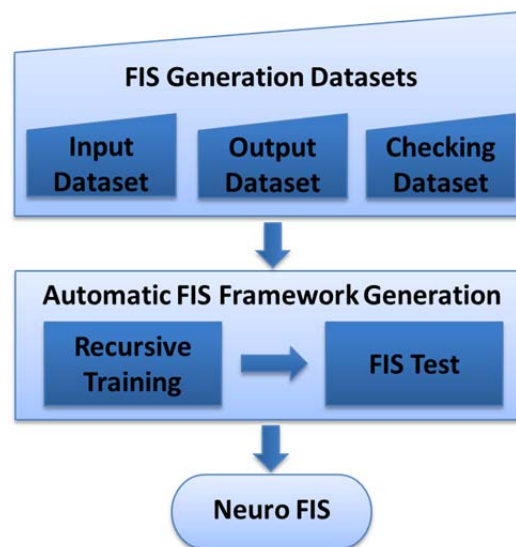 FIS Generation Datasets
Input
Dataset
Output
Dataset
Checking
Dataset
Automatic FIS Framework Generation
Recursive
Training
FIS Test
Neuro FIS